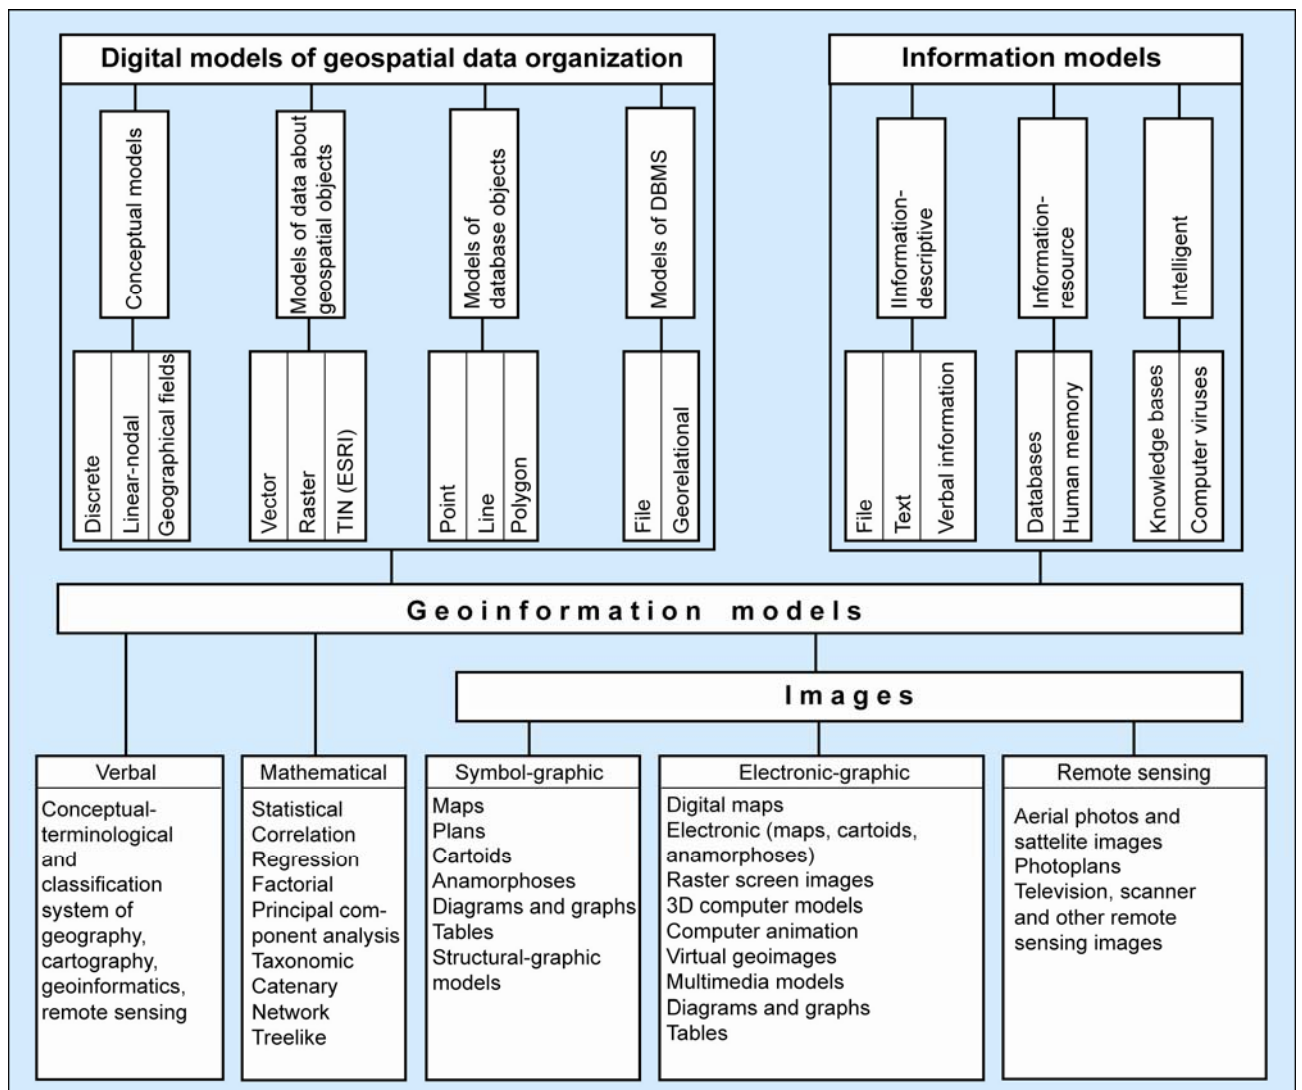 Digital models of geospatial data organization
Information models
Conceptual models
Models of data about
geospatial objects
Models of
database objects
Models of DBMS
IInformation-
descriptive
Information-
resource
Intelligent
Discrete
Linear-nodal
Geographical fields
Vector
Raster
TIN (ESRI)
Point
Line
Polygon
File
Georelational
File
Text
Verbal information
Databases
Human memory
Knowledge bases
Computer viruses
Geoinformation models
Images
Verbal
Conceptual-
terminological
and
classification
system of
geography,
cartography,
geoinformatics,
remote sensing
Mathematical
Statistical
Correlation
Regression
Factorial
Principal com-
ponent analysis
Taxonomic
Catenary
Network
Treelike
Symbol-graphic
Maps
Plans
Cartoids
Anamorphoses
Diagrams and graphs
Tables
Structural-graphic
models
Electronic-graphic
Digital maps
Electronic (maps, cartoids,
anamorphoses)
Raster screen images
3D computer models
Computer animation
Virtual geoimages
Multimedia models
Diagrams and graphs
Tables
Remote sensing
Aerial photos and
sattelite images
Photoplans
Television, scanner
and other remote
sensing images